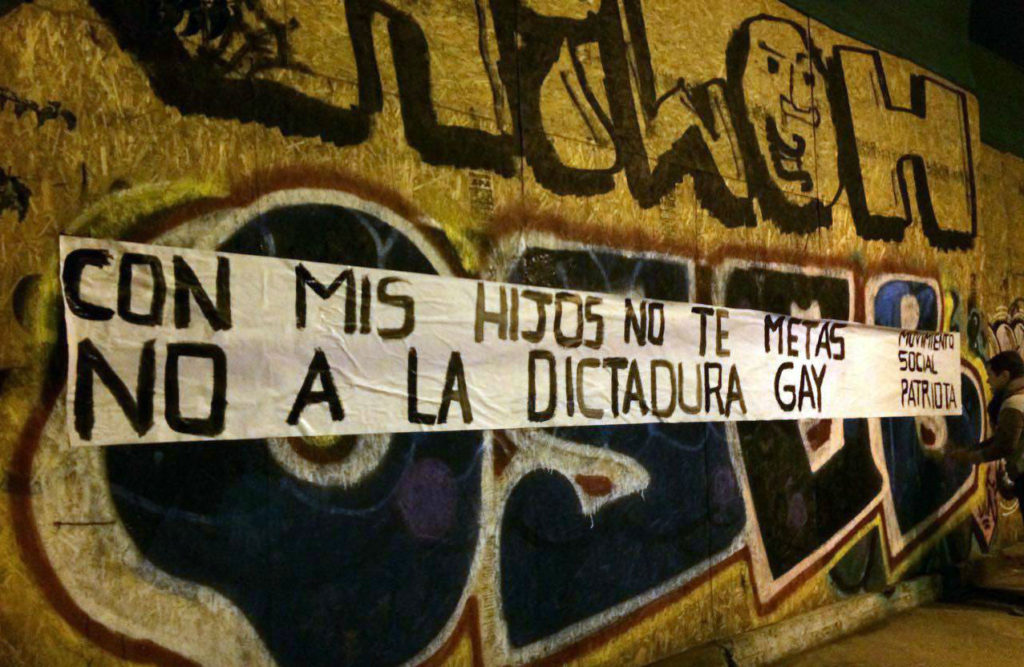 CON MIS HIJOS NO TE METAS
NO A LA DICTADURA GAY
MOVIMIENTO
SOCIAL
PATRIOTA